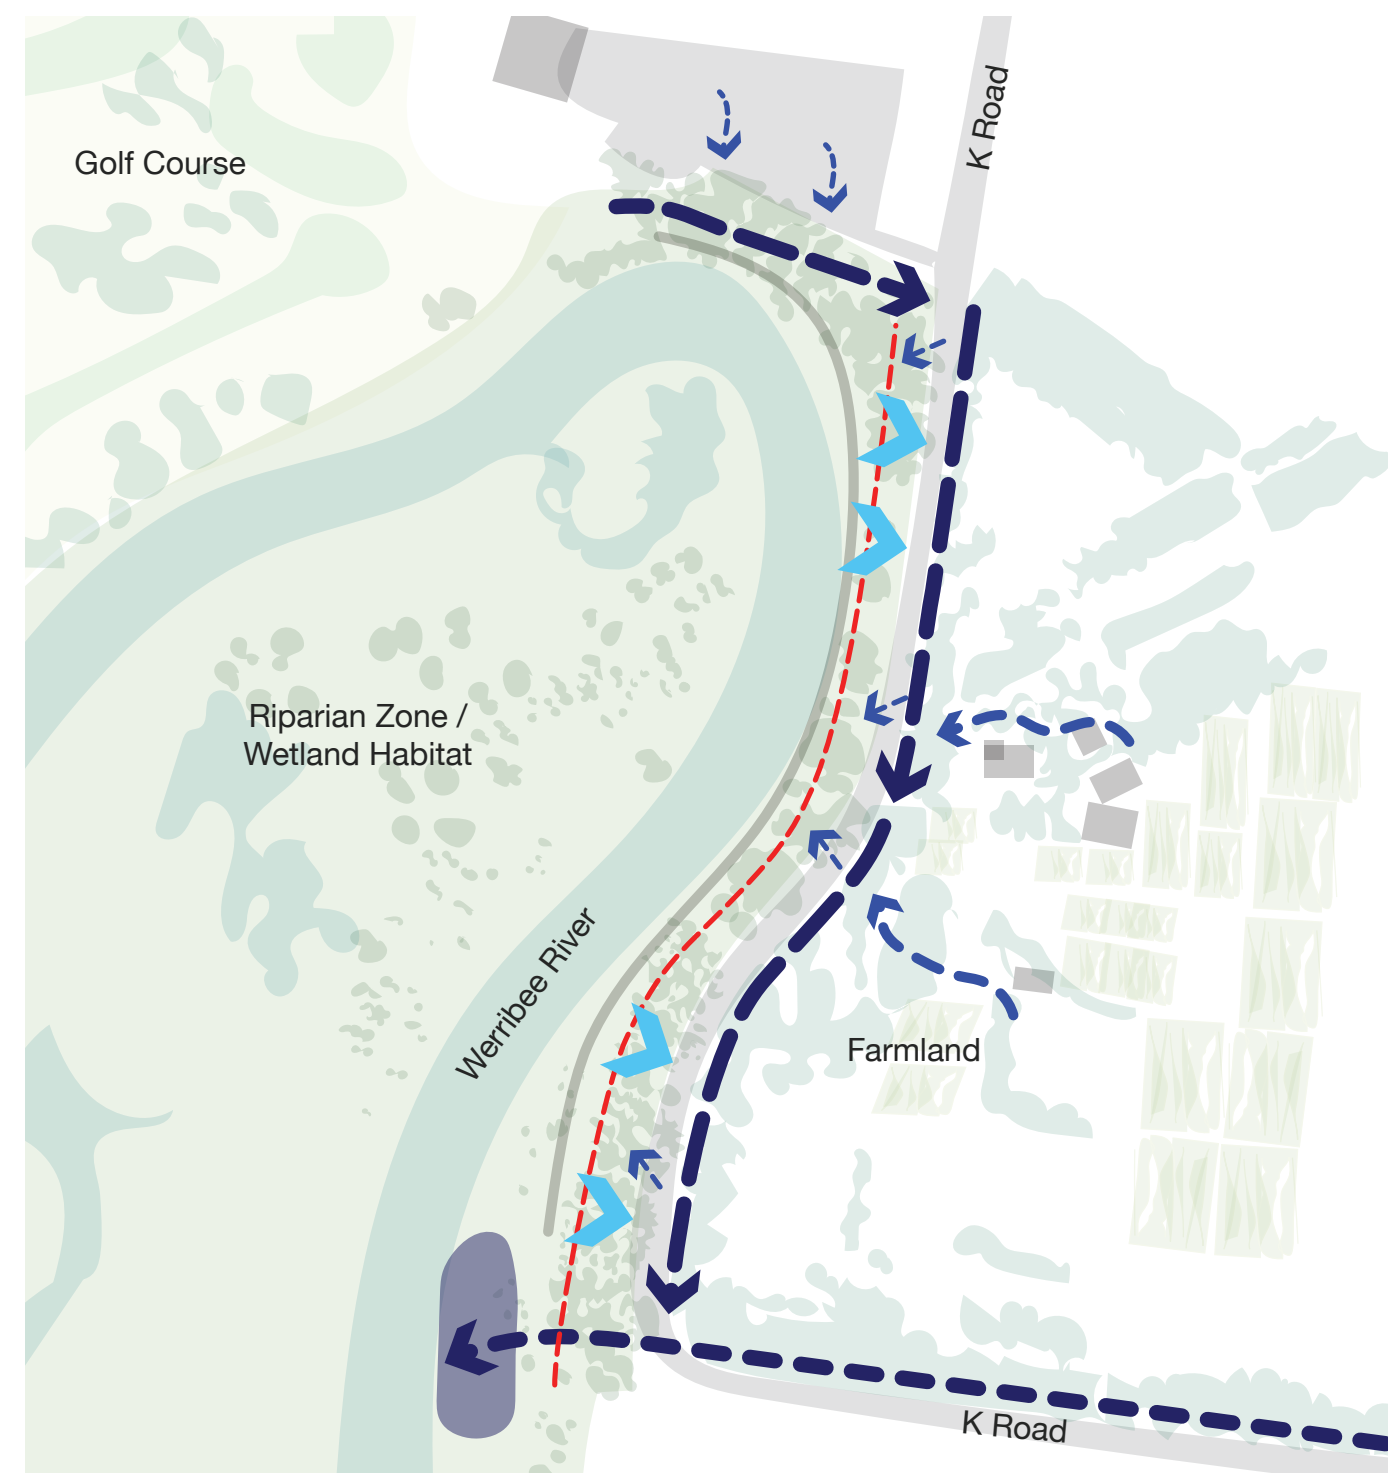 K Road
Golf Course
Riparian Zone /
Wetland Habitat
Werribee River
Farmland
K Road